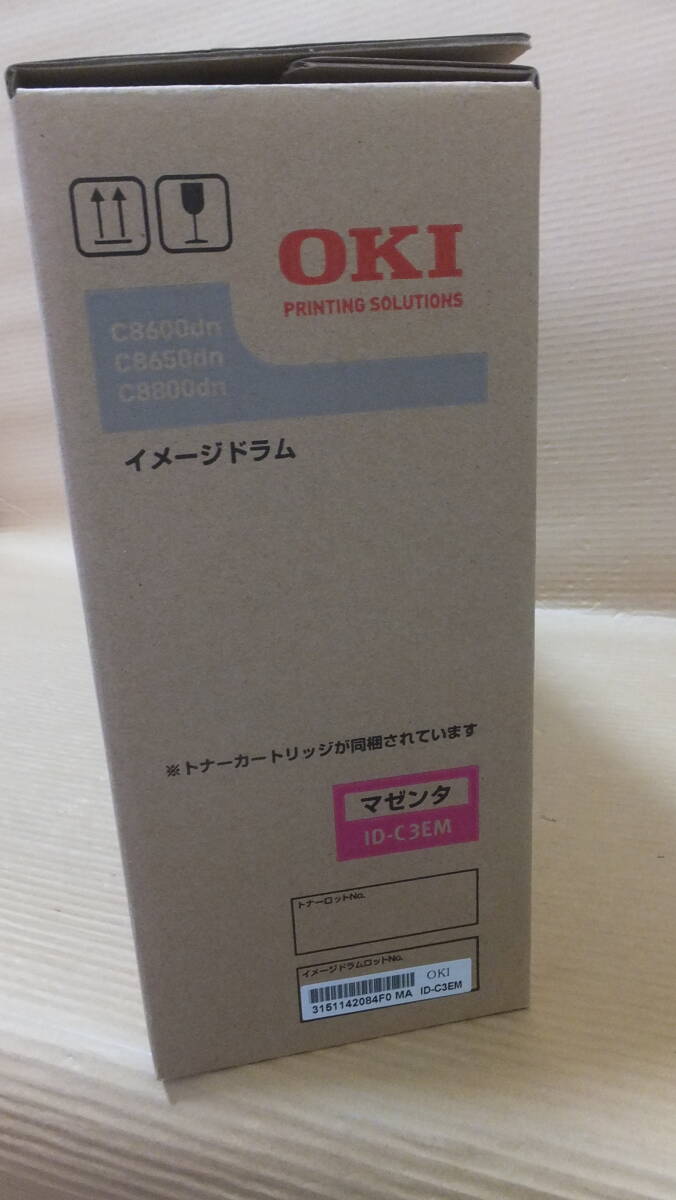 OKI
PRINTING SOLUTIONS
C8600dn
C8650dn
C8800dn
イメージドラム
※トナーカートリッジが同梱されています
マゼンタ
ID-C3EM
トナーロットNo.
イメージドラムロットNo.
OKI
3151142084F0 MA ID-C3EM